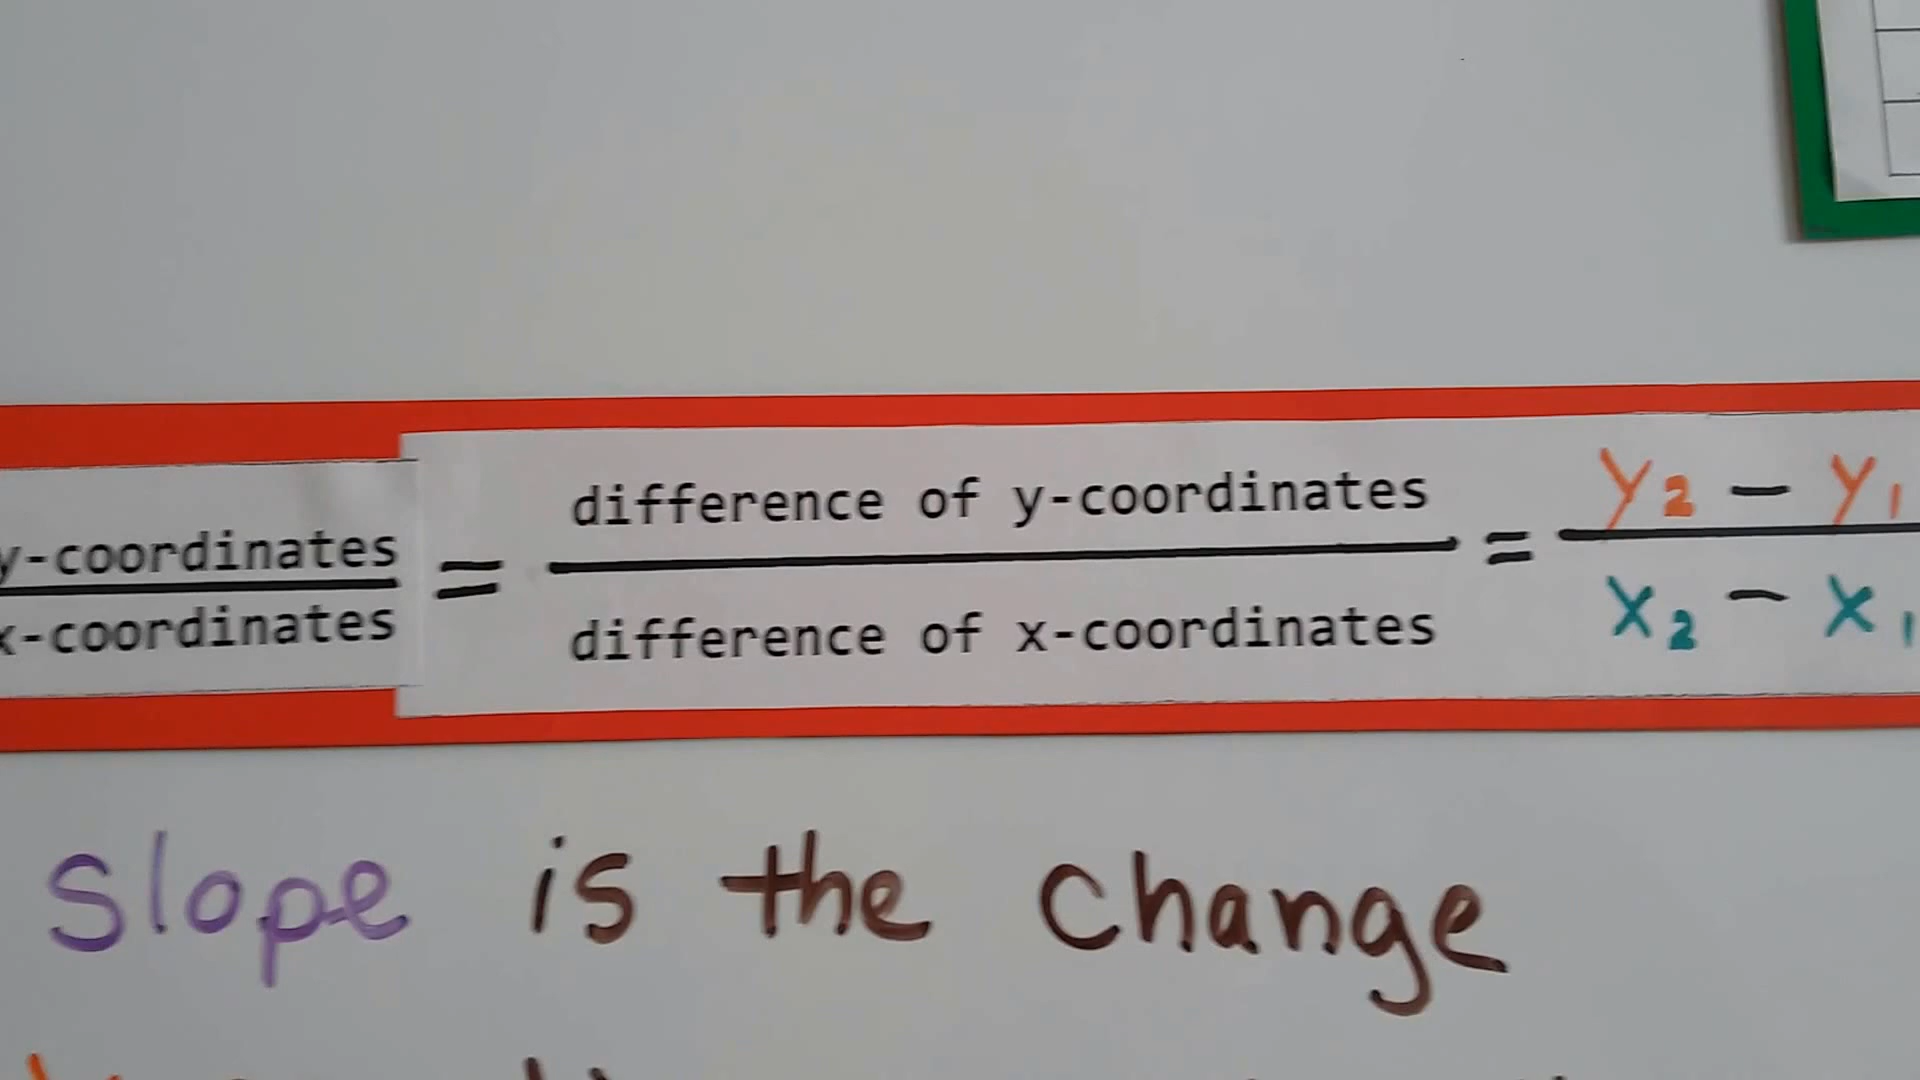 y-coordinates
x-coordinates
=
difference of y-coordinates
difference of x-coordinates
=
y₂ − y₁
x₂ − x₁
slope is the change